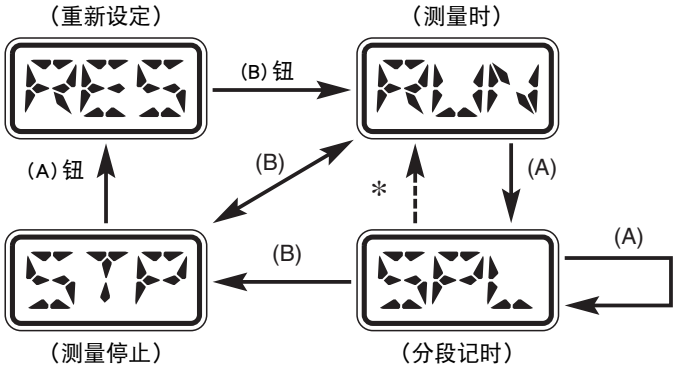 （重新设定）
（测量时）
RES
(B) 钮
RUN
(A) 钮
(B)
*
(A)
STP
(B)
SPL
(A)
（测量停止）
（分段记时）